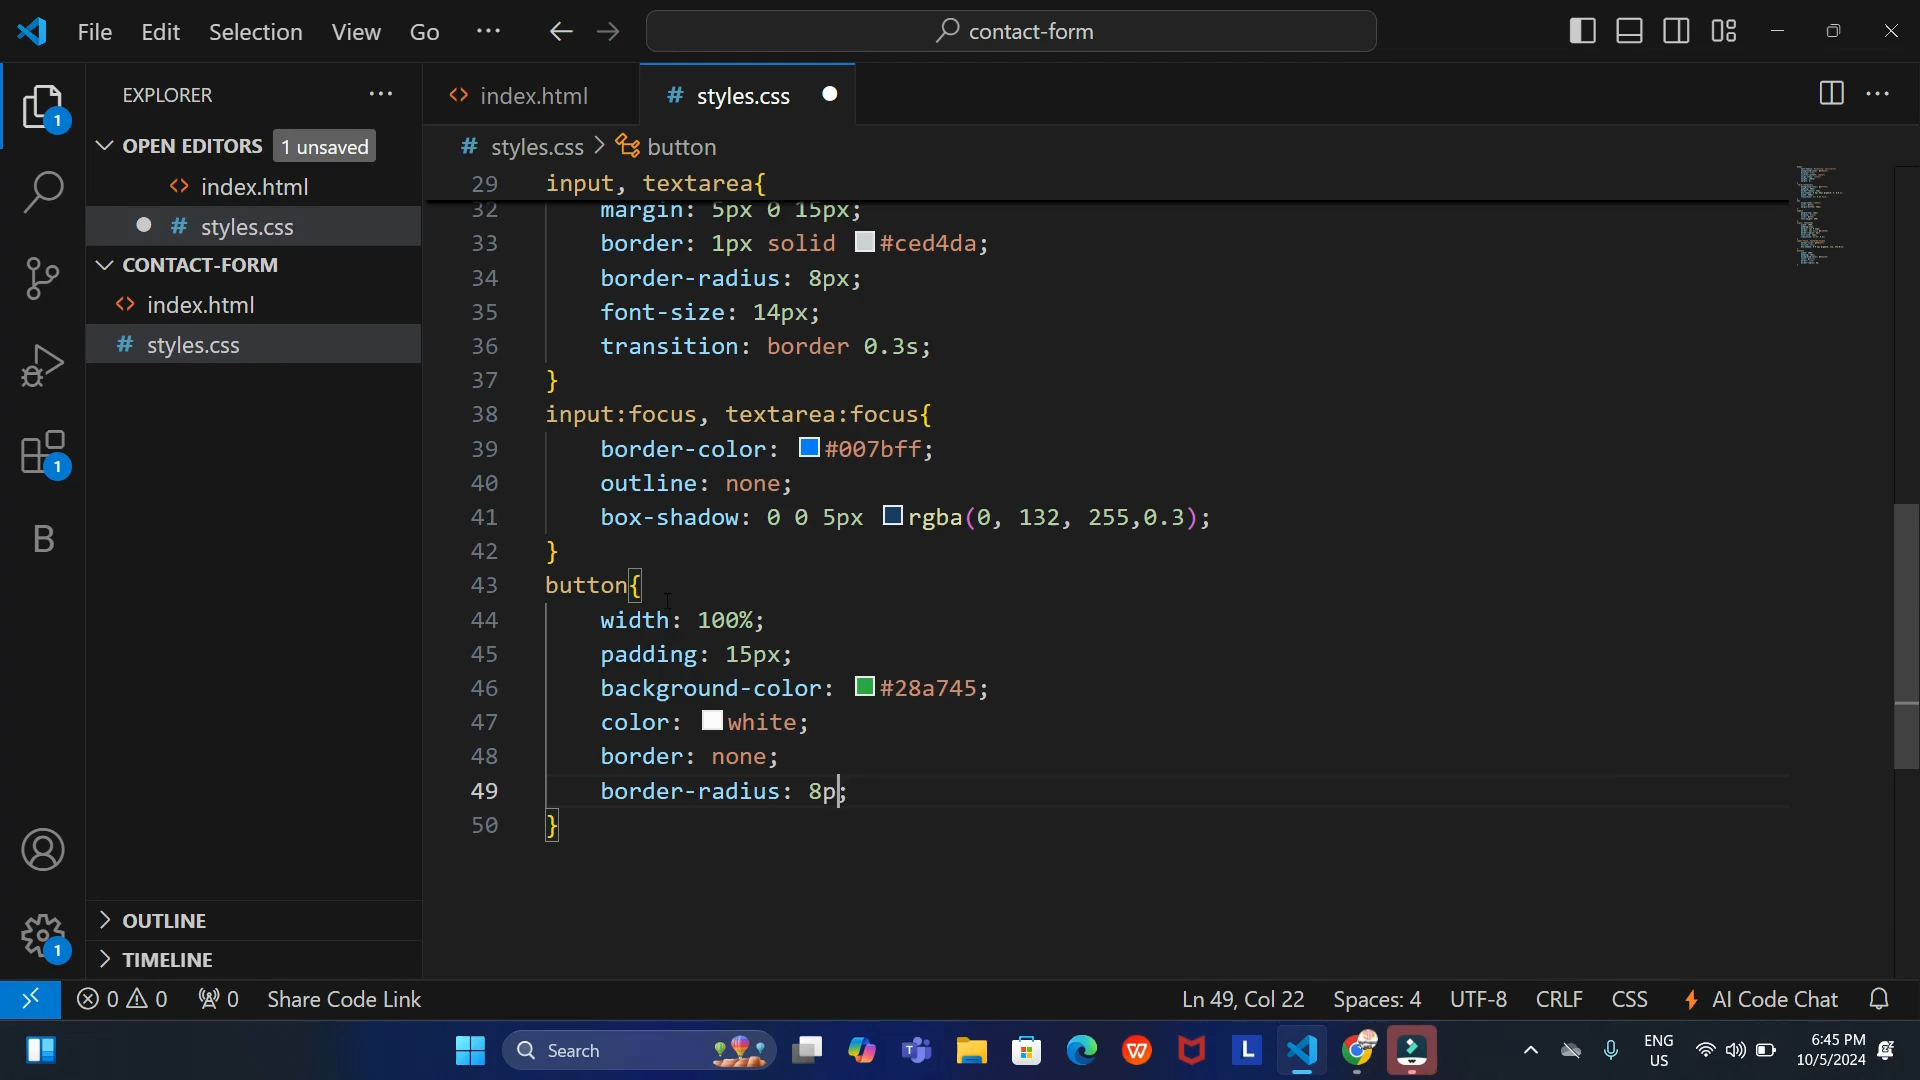 File Edit Selection View Go ··· contact-form
EXPLORER ···
OPEN EDITORS 1 unsaved
<> index.html
# styles.css
CONTACT-FORM
<> index.html
# styles.css
OUTLINE
TIMELINE
<> index.html # styles.css
# styles.css > button
29 input, textarea{
32 margin: 5px 0 15px;
33 border: 1px solid #ced4da;
34 border-radius: 8px;
35 font-size: 14px;
36 transition: border 0.3s;
37 }
38 input:focus, textarea:focus{
39 border-color: #007bff;
40 outline: none;
41 box-shadow: 0 0 5px rgba(0, 132, 255,0.3);
42 }
43 button{
44 width: 100%;
45 padding: 15px;
46 background-color: #28a745;
47 color: white;
48 border: none;
49 border-radius: 8p;
50 }
1
1
B
1
0 0 0 Share Code Link Ln 49, Col 22 Spaces: 4 UTF-8 CRLF CSS AI Code Chat
Search
T W L
ENG
US
6:45 PM
10/5/2024